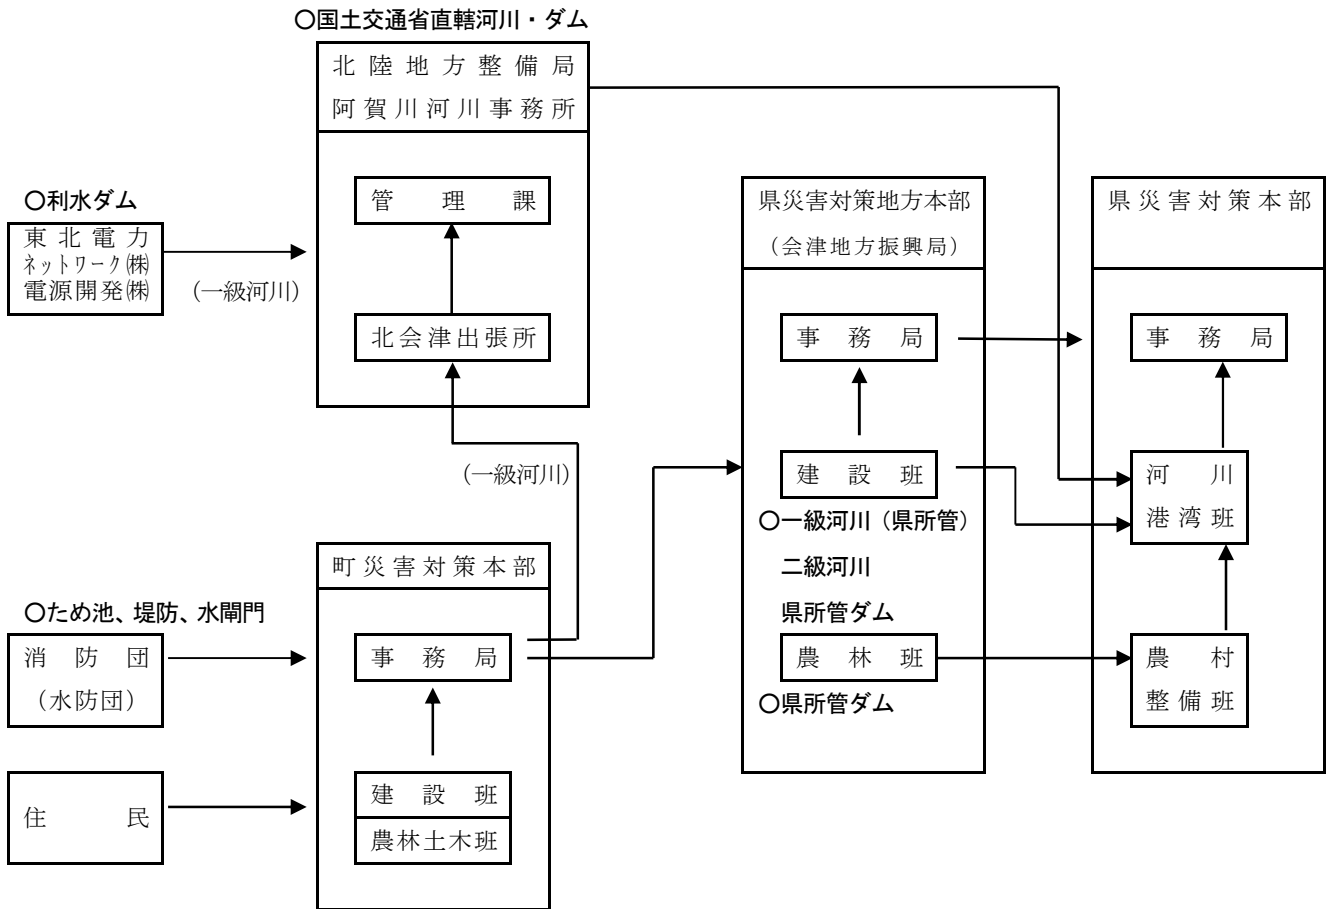 ○国土交通省直轄河川・ダム
北陸地方整備局
阿賀川河川事務所
管理課
北会津出張所
○利水ダム
東北電力
ネットワーク㈱
電源開発㈱
(一級河川)
(一級河川)
町災害対策本部
事務局
建設班
農林土木班
○ため池、堤防、水閘門
消防団
(水防団)
住民
県災害対策地方本部
(会津地方振興局)
事務局
建設班
○一級河川(県所管)
二級河川
県所管ダム
農林班
○県所管ダム
県災害対策本部
事務局
河川
港湾班
農村
整備班